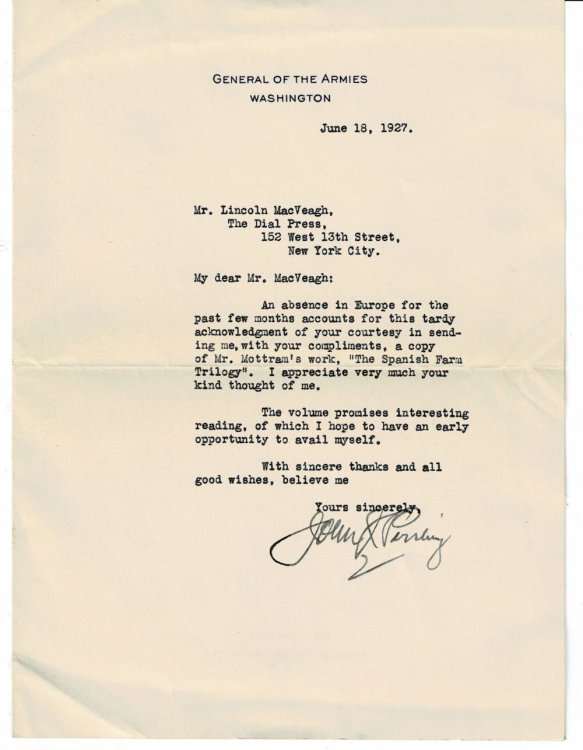 GENERAL OF THE ARMIES
WASHINGTON
June 18, 1927.
Mr. Lincoln MacVeagh,
The Dial Press,
152 West 13th Street,
New York City.
My dear Mr. MacVeagh:
An absence in Europe for the
past few months accounts for this tardy
acknowledgment of your courtesy in send-
ing me, with your compliments, a copy
of Mr. Mottram's work, "The Spanish Farm
Trilogy". I appreciate very much your
kind thought of me.
The volume promises interesting
reading, of which I hope to have an early
opportunity to avail myself.
With sincere thanks and all
good wishes, believe me
Yours sincerely,
John J Pershing